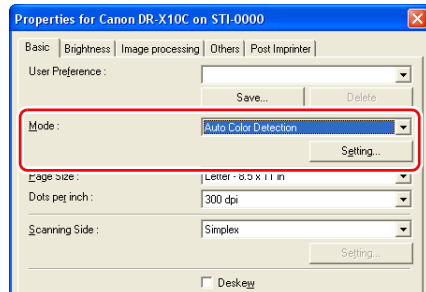 Properties for Canon DR-X10C on STI-0000
Basic Brightness Image processing Others Post Imprinter
User Preference :
Save... Delete
Mode : Auto Color Detection
Setting...
Page Size : Letter - 8.5 x 11 in
Dots per inch : 300 dpi
Scanning Side : Simplex
Setting...
Deskew